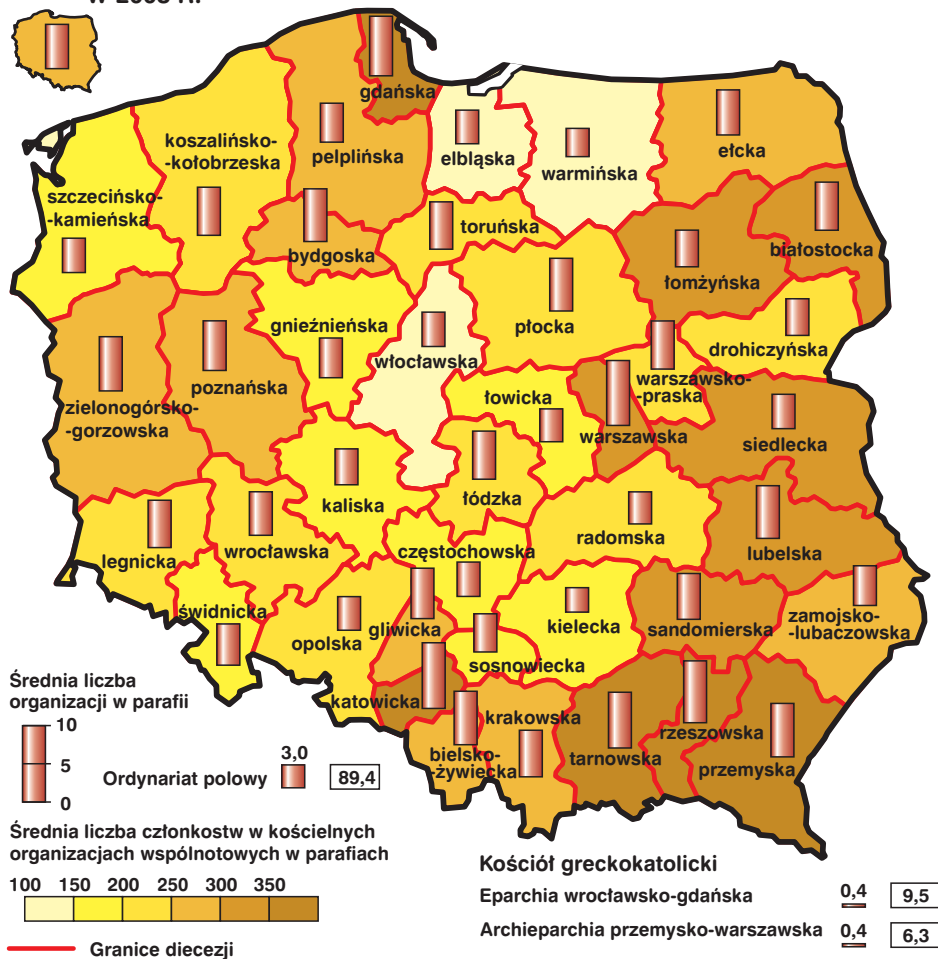 w 2008 r.
gdańska
koszalińsko-
-kołobrzeska
pelplińska
elbląska
warmińska
ełcka
szczecińsko-
-kamieńska
bydgoska
toruńska
białostocka
łomżyńska
gnieźnieńska
włocławska
płocka
drohiczyńska
zielonogórsko-
-gorzowska
poznańska
łowicka
warszawska
warszawsko-
-praska
siedlecka
kaliska
łódzka
legnicka
wrocławska
częstochowska
radomska
lubelska
świdnicka
opolska
gliwicka
sosnowiecka
kielecka
sandomierska
zamojsko-
-lubaczowska
katowicka
bielsko-
-żywiecka
krakowska
tarnowska
rzeszowska
przemyska
Średnia liczba
organizacji w parafii
10
5
0
Ordynariat polowy 3,0 89,4
Średnia liczba członkostw w kościelnych
organizacjach wspólnotowych w parafiach
100 150 200 250 300 350
Granice diecezji
Kościół greckokatolicki
Eparchia wrocławsko-gdańska 0,4 9,5
Archieparchia przemysko-warszawska 0,4 6,3